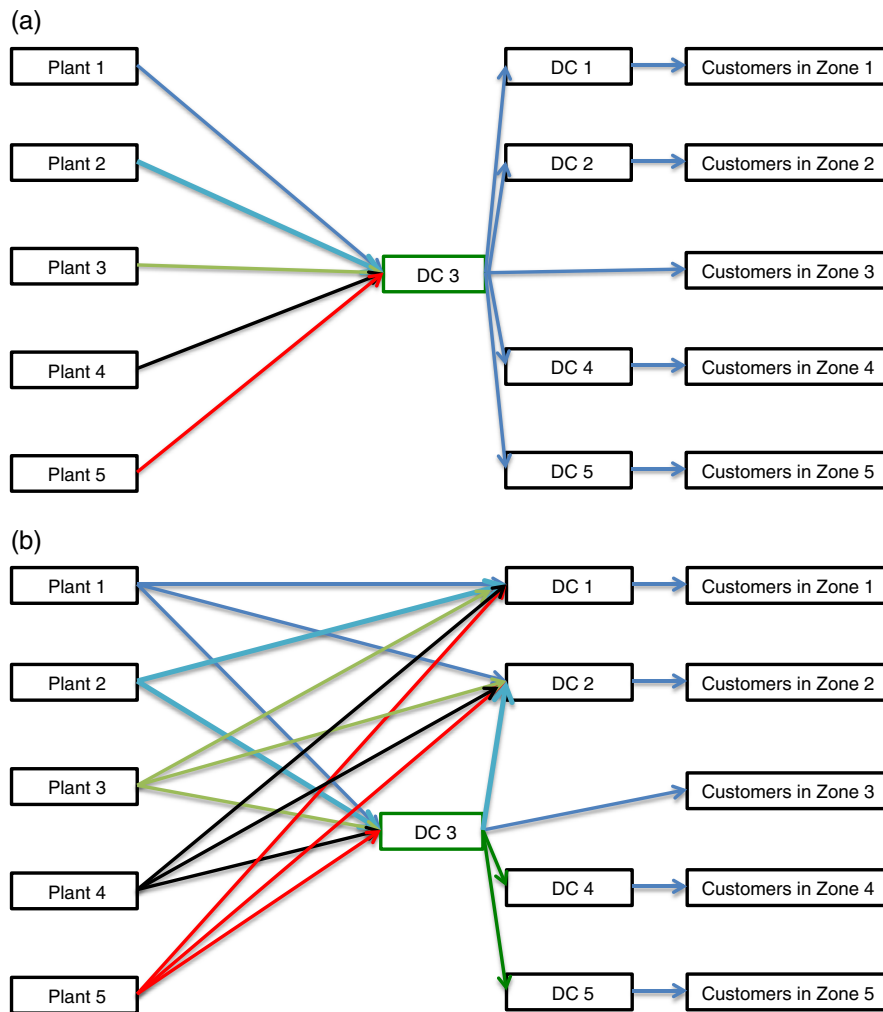 (a)
Plant 1
DC 1
Customers in Zone 1
Plant 2
DC 2
Customers in Zone 2
Plant 3
DC 3
Customers in Zone 3
Plant 4
DC 4
Customers in Zone 4
Plant 5
DC 5
Customers in Zone 5
(b)
Plant 1
DC 1
Customers in Zone 1
Plant 2
DC 2
Customers in Zone 2
Plant 3
Customers in Zone 3
DC 3
Plant 4
DC 4
Customers in Zone 4
Plant 5
DC 5
Customers in Zone 5